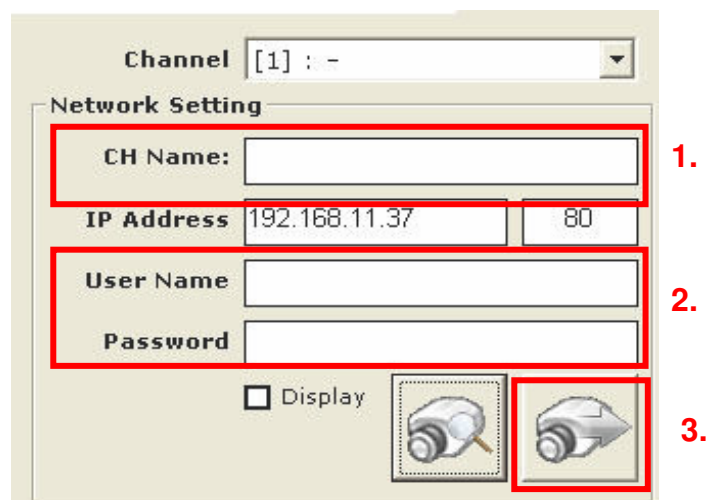 Channel [1] : -
Network Setting
CH Name: 1.
IP Address 192.168.11.37 80
User Name
2.
Password
Display
3.